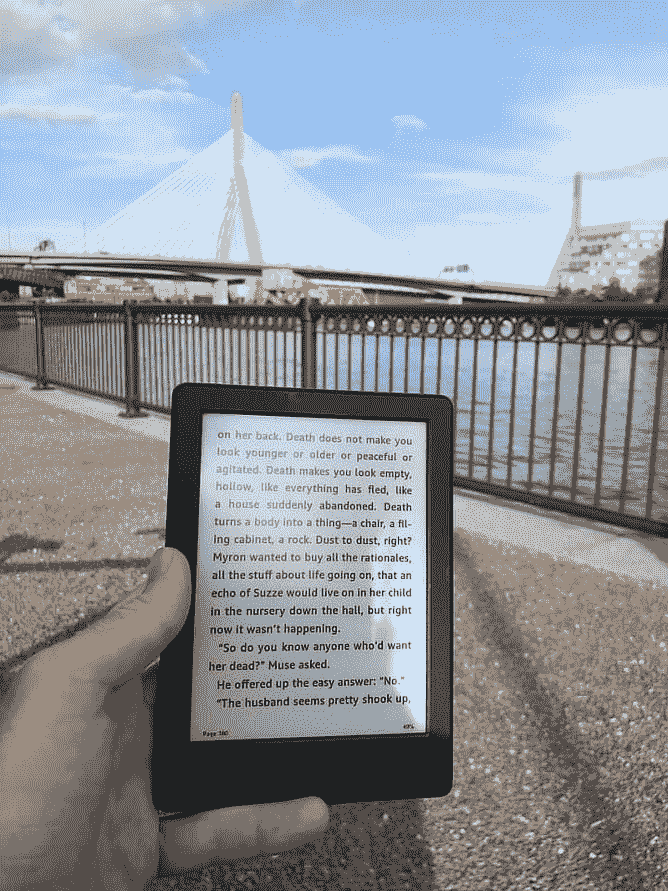 on her back. Death does not make you
look younger or older or peaceful or
agitated. Death makes you look empty,
hollow, like everything has fled, like
a house suddenly abandoned. Death
turns a body into a thing—a chair, a fil-
ing cabinet, a rock. Dust to dust, right?
Myron wanted to buy all the rationales,
all the stuff about life going on, that an
echo of Suzze would live on in her child
in the nursery down the hall, but right
now it wasn't happening.
"So do you know anyone who'd want
her dead?" Muse asked.
He offered up the easy answer: "No."
"The husband seems pretty shook up,
Page